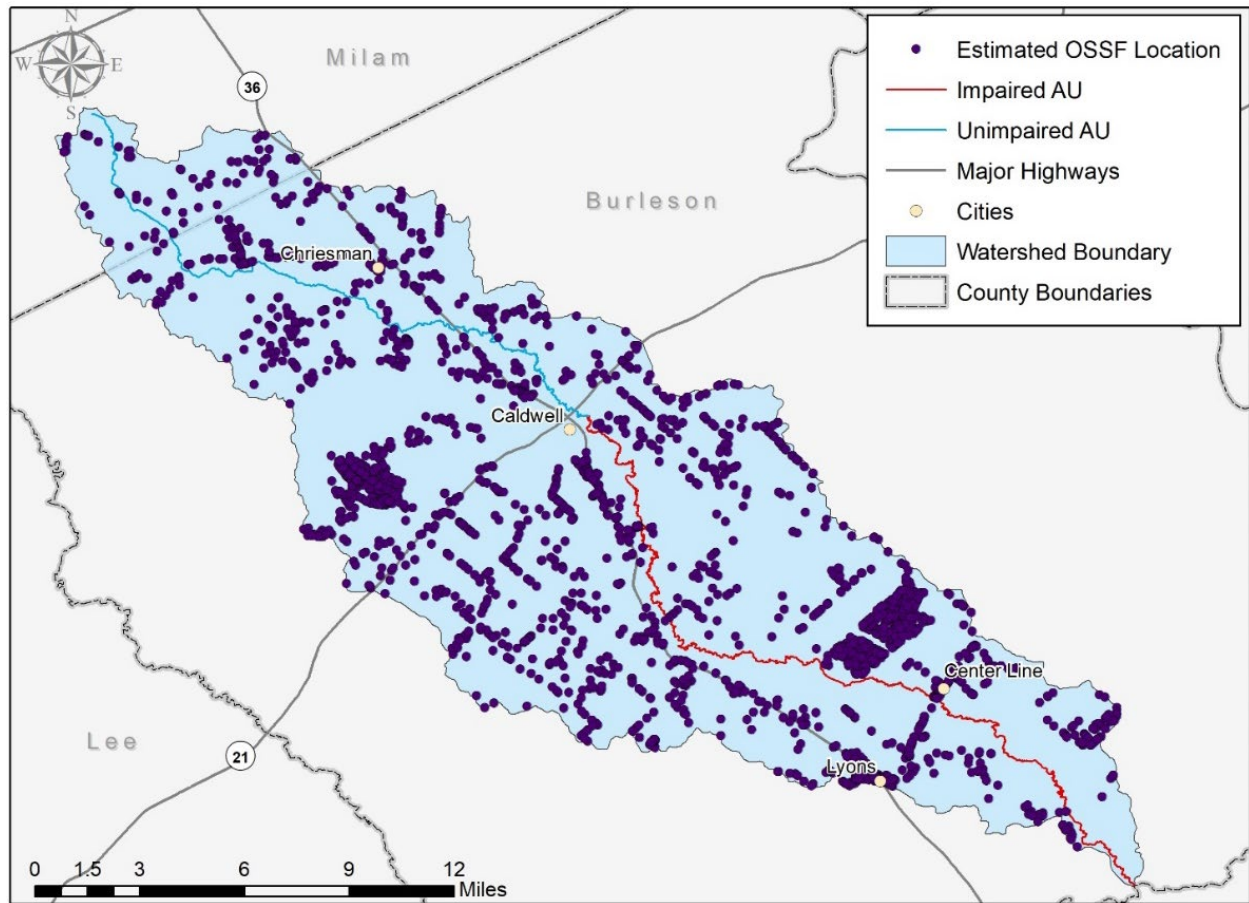 N
W E
S
Milam
36
Burleson
Chriesman
Caldwell
Center Line
Lyons
Lee
21
0 1.5 3 6 9 12
Miles
Estimated OSSF Location
Impaired AU
Unimpaired AU
Major Highways
Cities
Watershed Boundary
County Boundaries